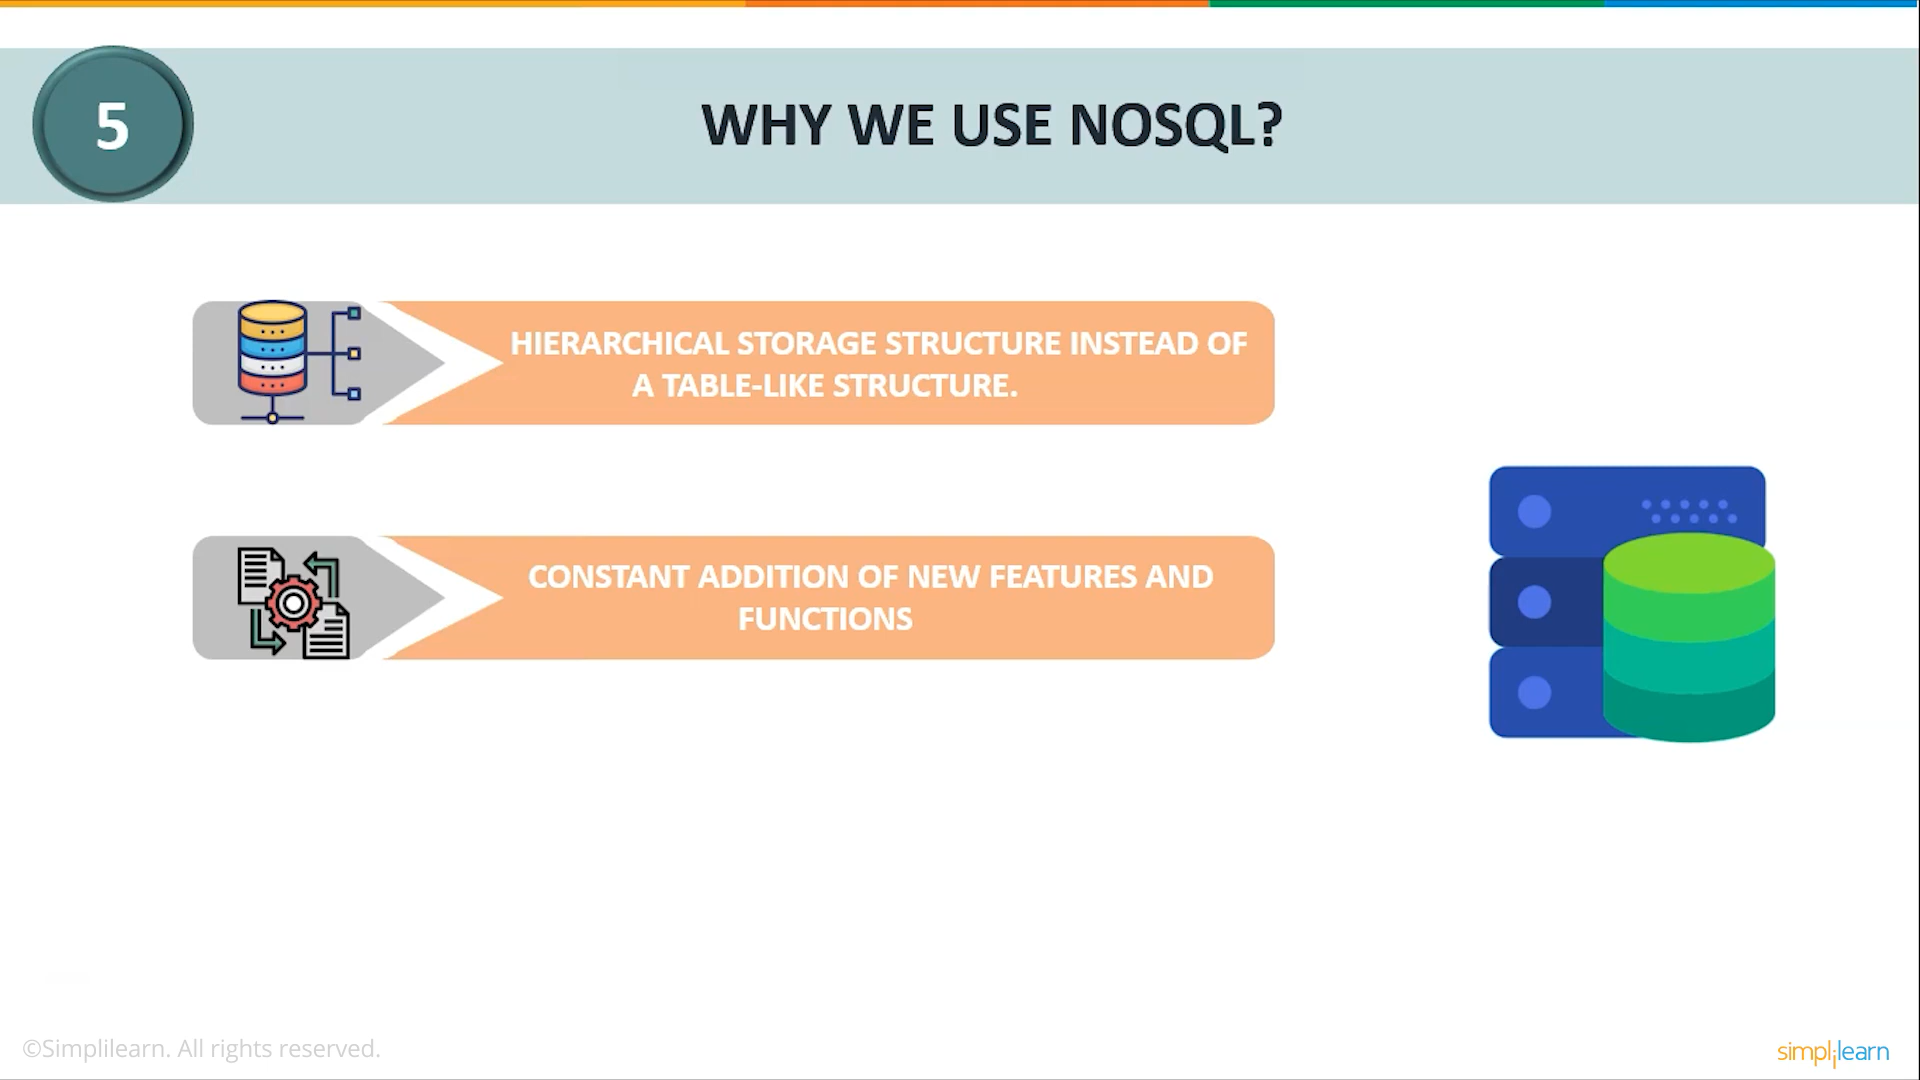 5
WHY WE USE NOSQL?
HIERARCHICAL STORAGE STRUCTURE INSTEAD OF
A TABLE-LIKE STRUCTURE.
CONSTANT ADDITION OF NEW FEATURES AND
FUNCTIONS
©Simplilearn. All rights reserved.
simplilearn